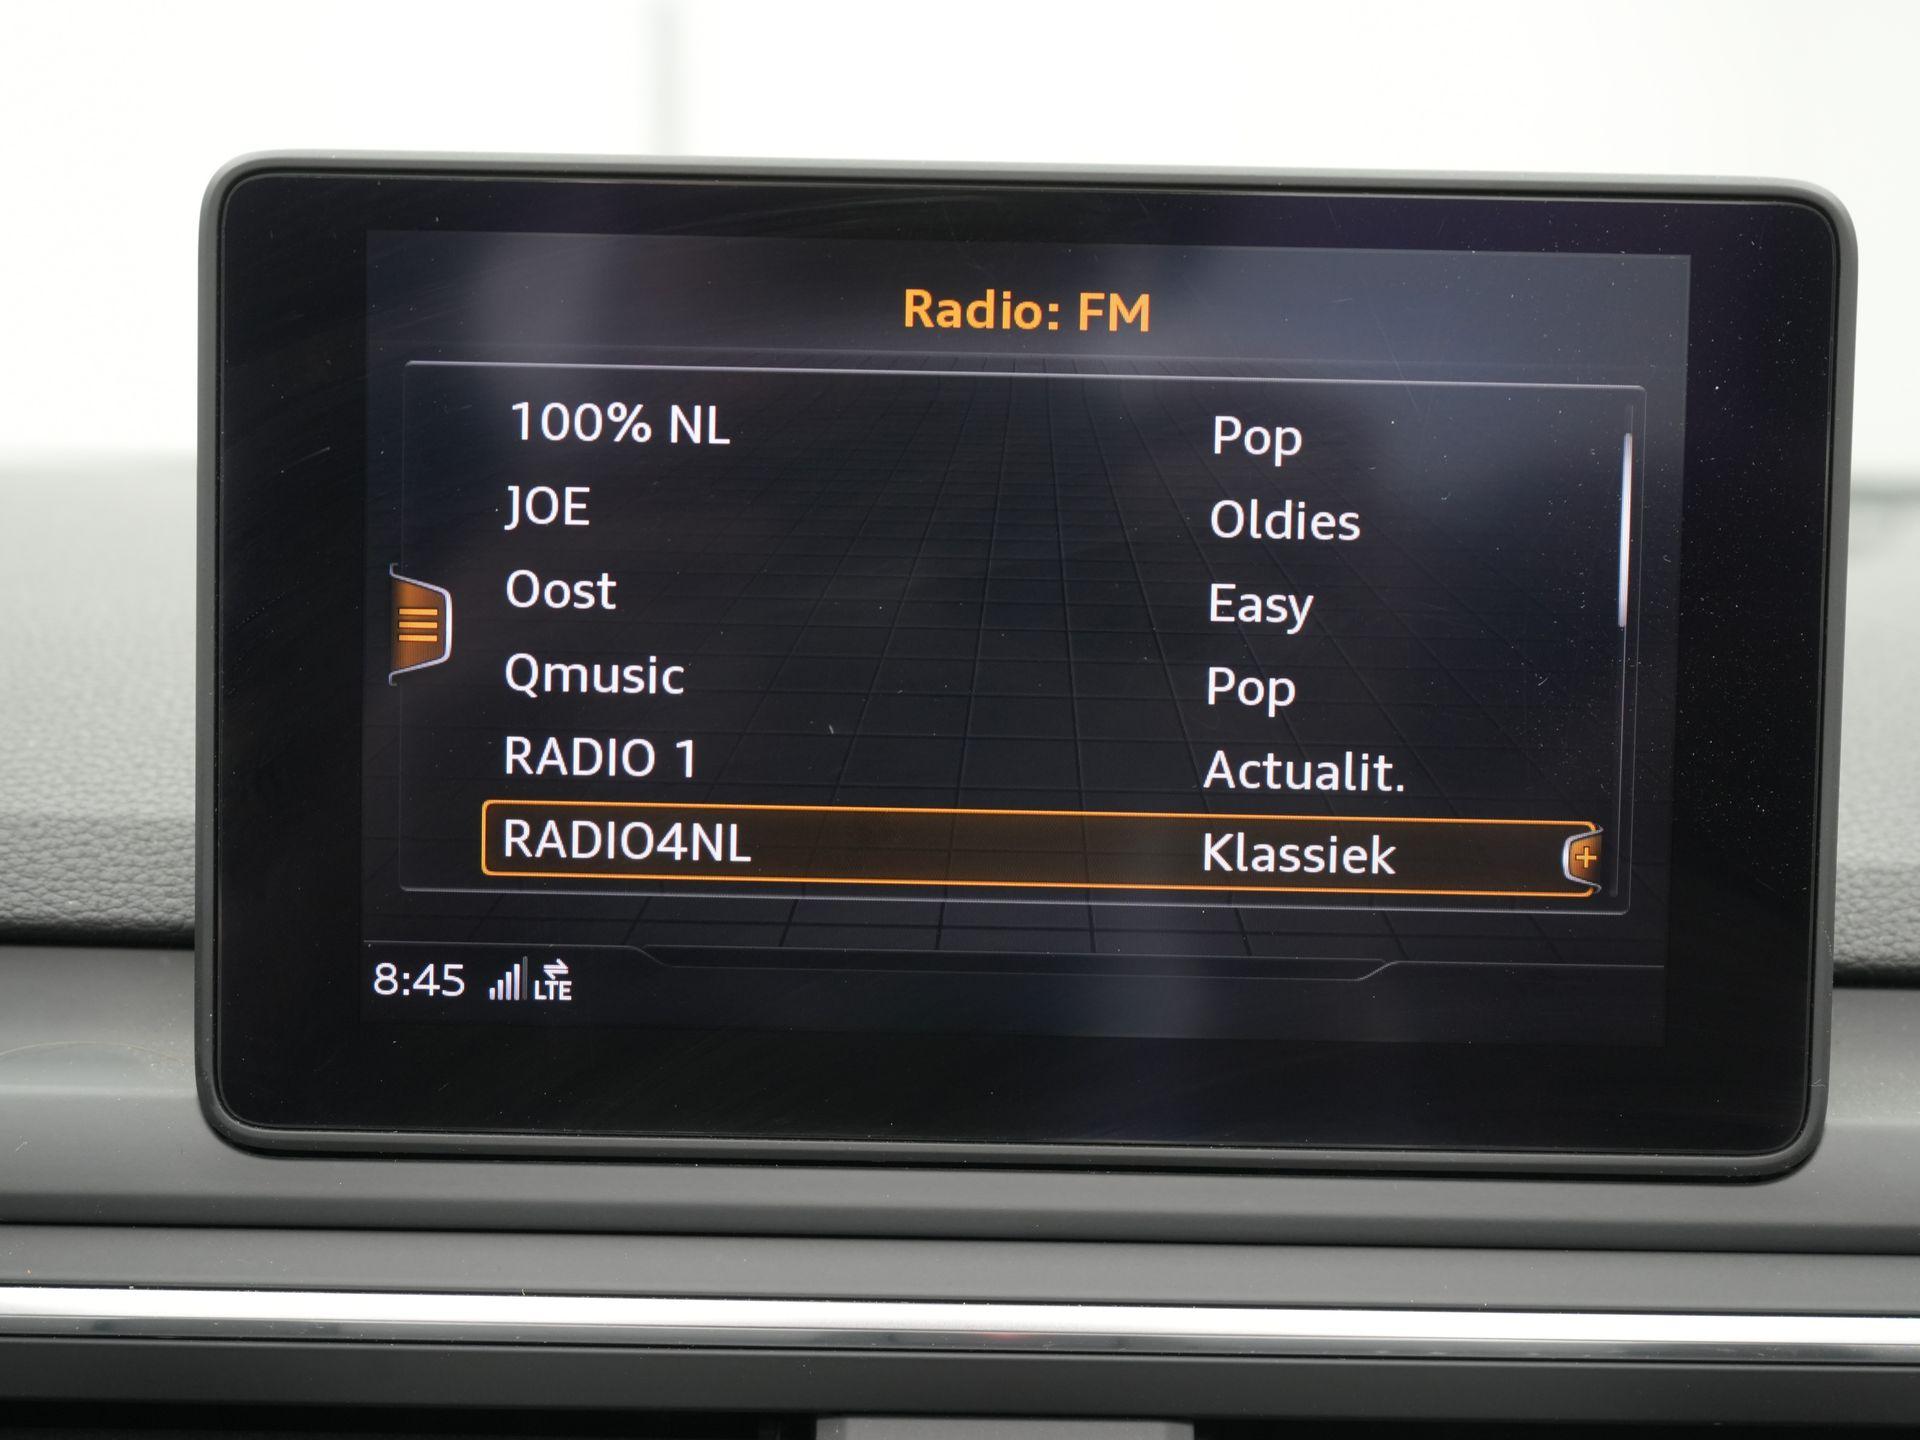 Radio: FM
100% NL Pop
JOE Oldies
Oost Easy
Qmusic Pop
RADIO 1 Actualit.
RADIO4NL Klassiek
8:45 LTE